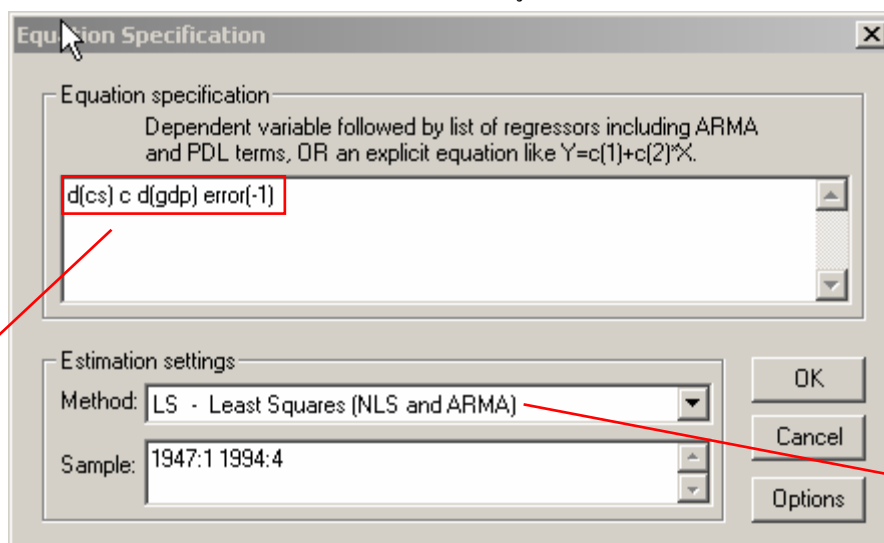 Equation Specification
Equation specification
Dependent variable followed by list of regressors including ARMA
and PDL terms, OR an explicit equation like Y=c(1)+c(2)*X.
d(cs) c d(gdp) error(-1)
Estimation settings
Method: LS - Least Squares (NLS and ARMA)
Sample: 1947:1 1994:4
OK
Cancel
Options